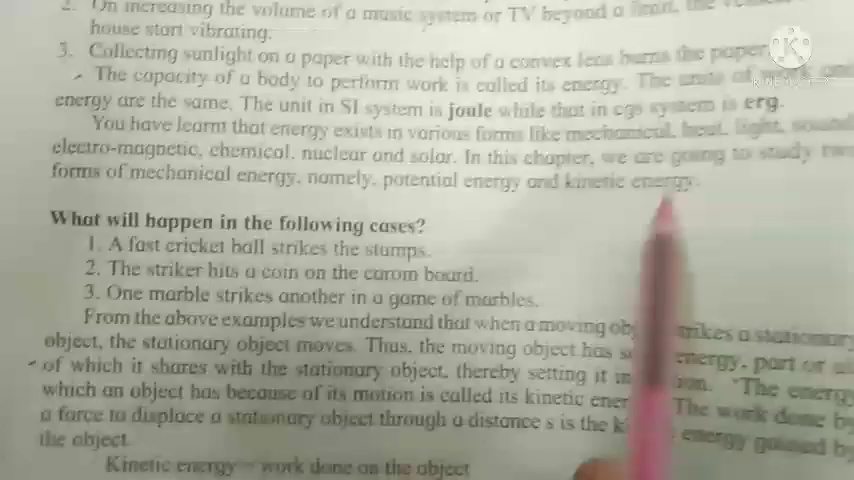 2. On increasing the volume of a music system or TV beyond a limit, the
house start vibrating.
3. Collecting sunlight on a paper with the help of a convex lens burns the paper.
The capacity of a body to perform work is called its energy. The units of work and
energy are the same. The unit in SI system is joule while that in cgs system is erg.
You have learnt that energy exists in various forms like mechanical, heat, light, sound
electro-magnetic, chemical, nuclear and solar. In this chapter, we are going to study two
forms of mechanical energy, namely, potential energy and kinetic energy.
What will happen in the following cases?
1. A fast cricket ball strikes the stumps.
2. The striker hits a coin on the carom board.
3. One marble strikes another in a game of marbles.
From the above examples we understand that when a moving strikes a stationary
object, the stationary object moves. Thus, the moving object has energy, part or all
of which it shares with the stationary object, thereby setting it in "The energy
which an object has because of its motion is called its kinetic The work done by
a force to displace a stationary object through a distance s is the energy gained by
the object.
Kinetic energy = work done on the object
KINEMASTER